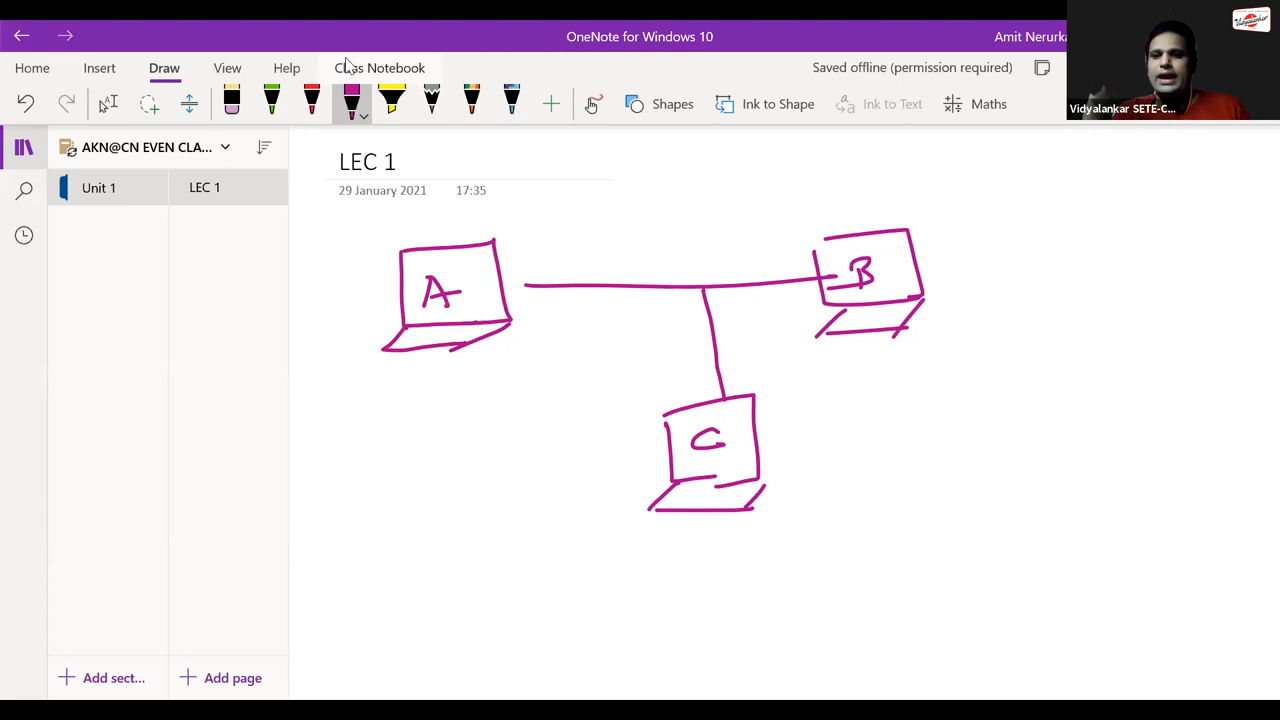 OneNote for Windows 10
Amit Nerurka
Vidyalankar
Home Insert Draw View Help Class Notebook
Saved offline (permission required)
Shapes Ink to Shape Ink to Text Maths
Vidyalankar SETE-C...
AKN@CN EVEN CLA...
Unit 1
LEC 1
LEC 1
29 January 2021 17:35
A
B
C
Add sect...
Add page